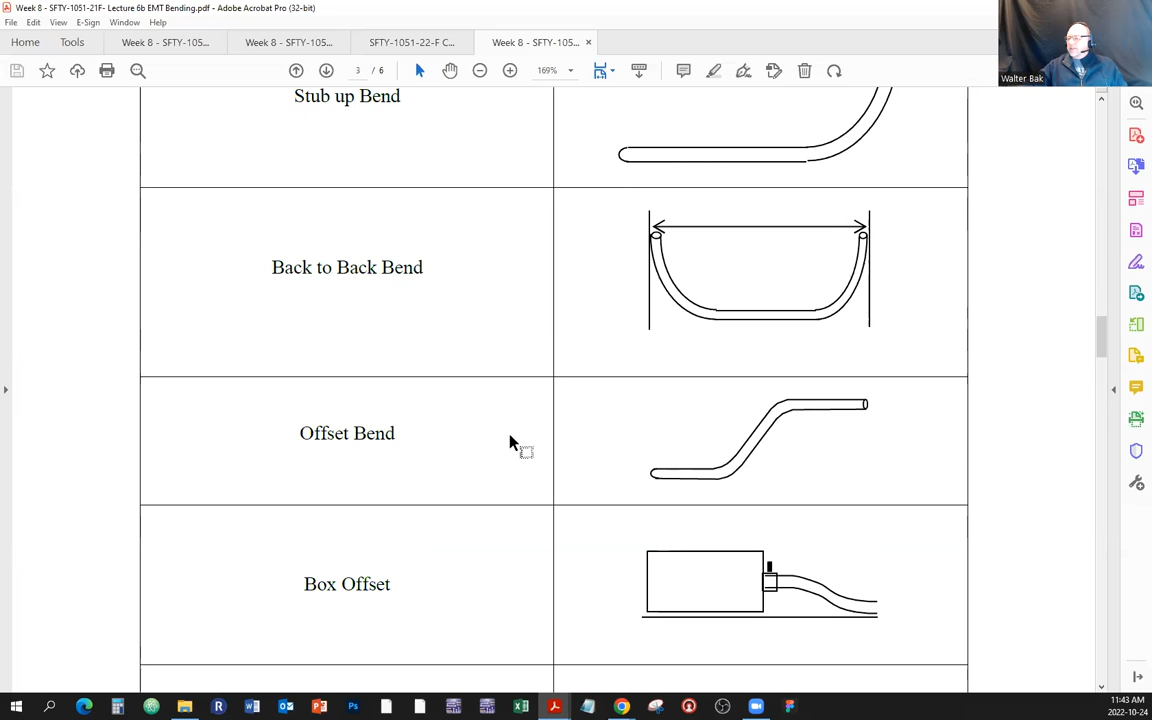 Week 8 - SFTY-1051-21F- Lecture 6b EMT Bending.pdf - Adobe Acrobat Pro (32-bit)
File Edit View E-Sign Window Help
Home Tools Week 8 - SFTY-105... Week 8 - SFTY-105... SFTY-1051-22-F C... Week 8 - SFTY-105... ×
3 / 6 169%
Walter Bak
Stub up Bend
Back to Back Bend
Offset Bend
Box Offset
11:43 AM
2022-10-24